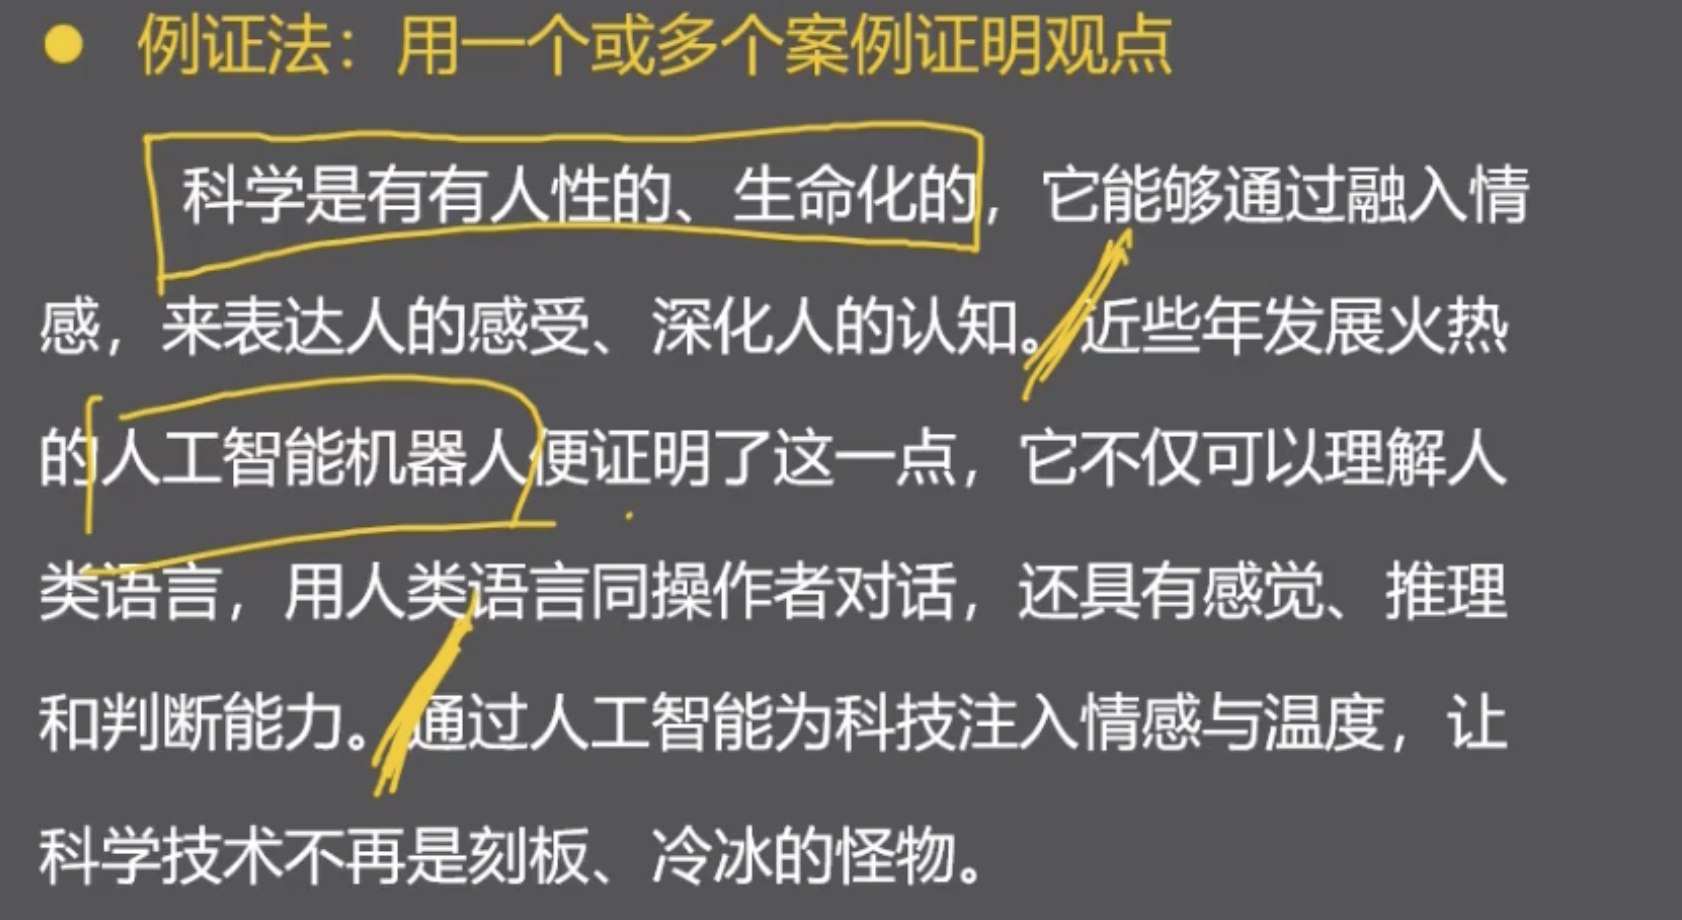 ● 例证法：用一个或多个案例证明观点
科学是有有人性的、生命化的，它能够通过融入情
感，来表达人的感受、深化人的认知。近些年发展火热
的人工智能机器人便证明了这一点，它不仅可以理解人
类语言，用人类语言同操作者对话，还具有感觉、推理
和判断能力。通过人工智能为科技注入情感与温度，让
科学技术不再是刻板、冷冰的怪物。